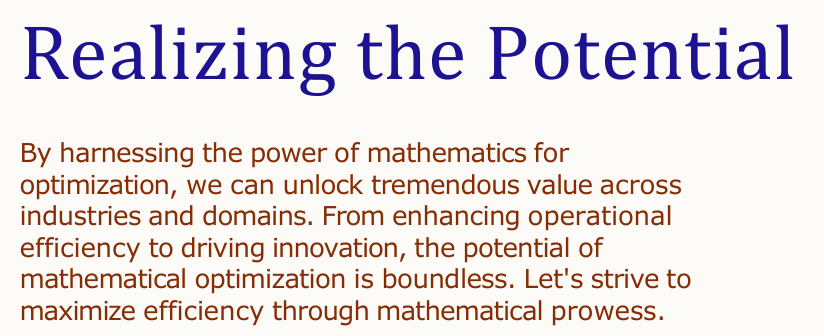 Realizing the Potential
By harnessing the power of mathematics for
optimization, we can unlock tremendous value across
industries and domains. From enhancing operational
efficiency to driving innovation, the potential of
mathematical optimization is boundless. Let's strive to
maximize efficiency through mathematical prowess.